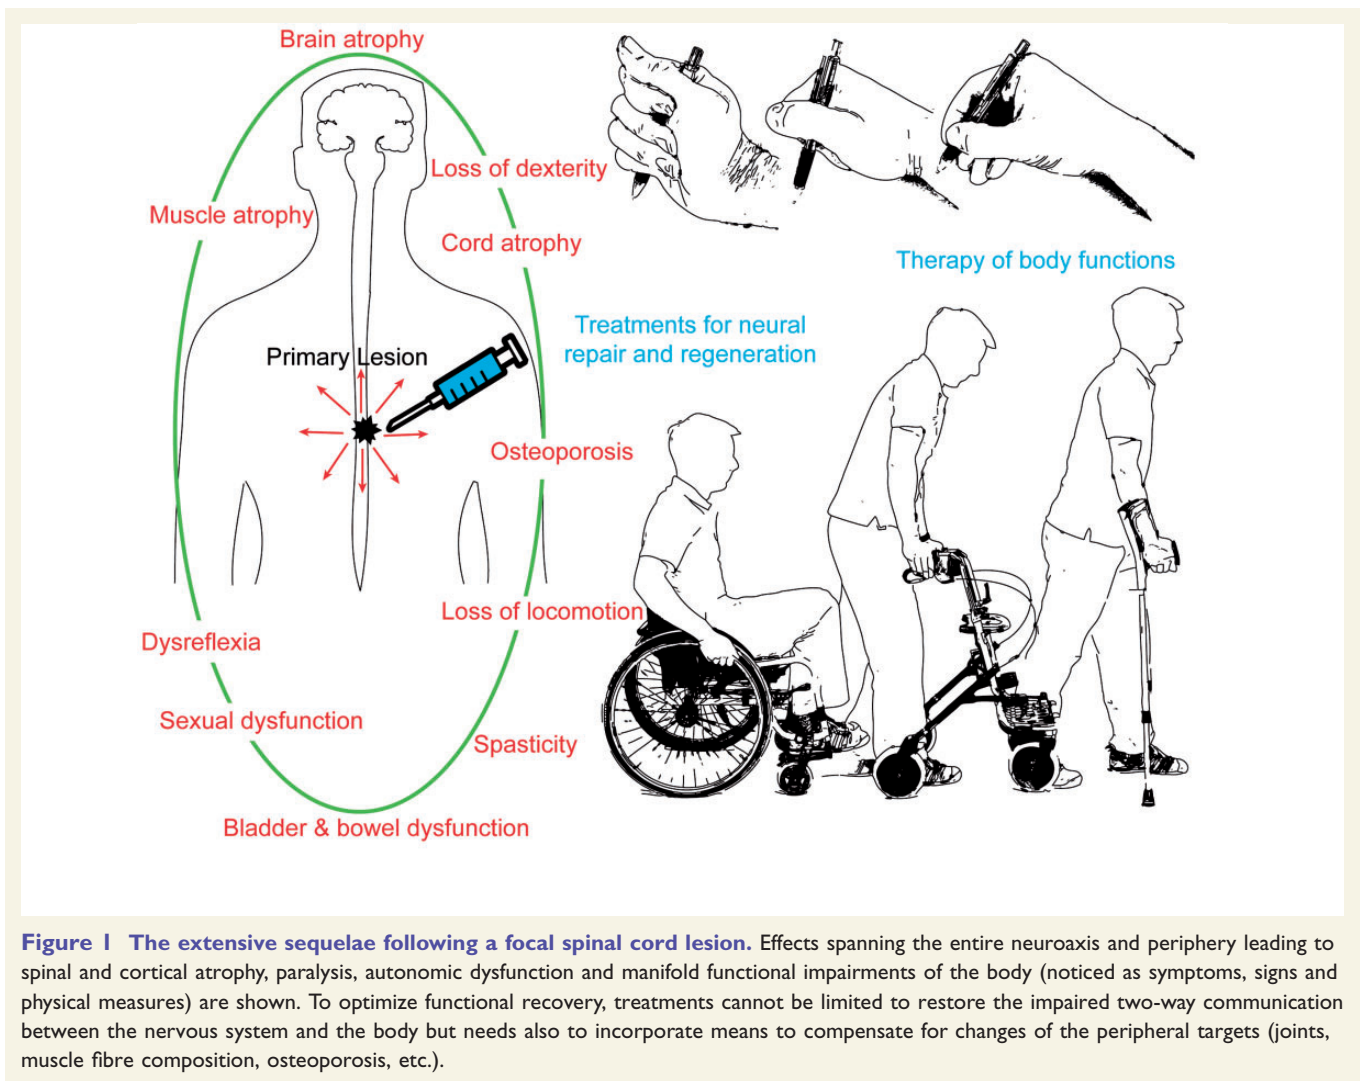 Brain atrophy
Loss of dexterity
Muscle atrophy
Cord atrophy
Therapy of body functions
Treatments for neural
repair and regeneration
Primary Lesion
Osteoporosis
Loss of locomotion
Dysreflexia
Sexual dysfunction
Spasticity
Bladder & bowel dysfunction
Figure 1 The extensive sequelae following a focal spinal cord lesion. Effects spanning the entire neuroaxis and periphery leading to
spinal and cortical atrophy, paralysis, autonomic dysfunction and manifold functional impairments of the body (noticed as symptoms, signs and
physical measures) are shown. To optimize functional recovery, treatments cannot be limited to restore the impaired two-way communication
between the nervous system and the body but needs also to incorporate means to compensate for changes of the peripheral targets (joints,
muscle fibre composition, osteoporosis, etc.).